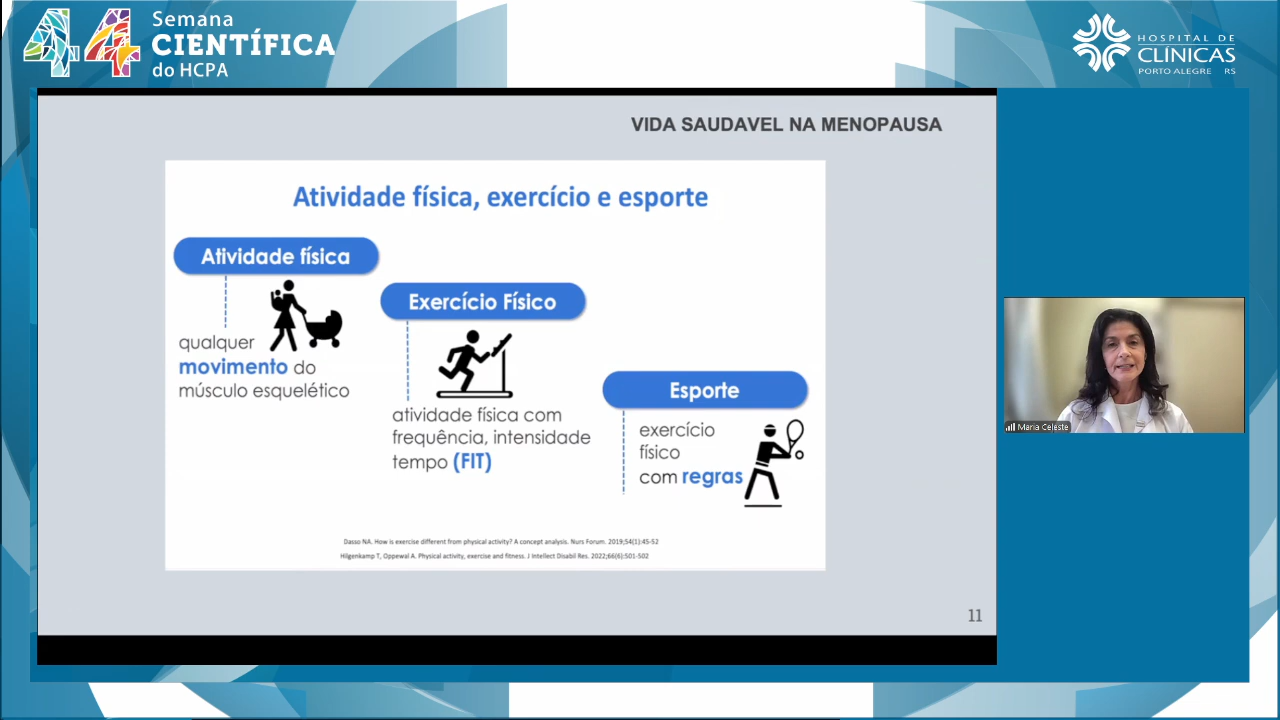 44 Semana
CIENTÍFICA
do HCPA
HOSPITAL DE
CLÍNICAS
PORTO ALEGRE RS
VIDA SAUDAVEL NA MENOPAUSA
Atividade física, exercício e esporte
Atividade física
qualquer
movimento do
músculo esquelético
Exercício Físico
atividade física com
frequência, intensidade
tempo (FIT)
Esporte
exercício
físico
com regras
Dasso NA. How is exercise different from physical activity? A concept analysis. Nurs Forum. 2019;54(1):45-52
Hilgenkamp T, Oppewal A. Physical activity, exercise and fitness. J Intellect Disabil Res. 2022;66(6):501-502
11
Maria Celeste